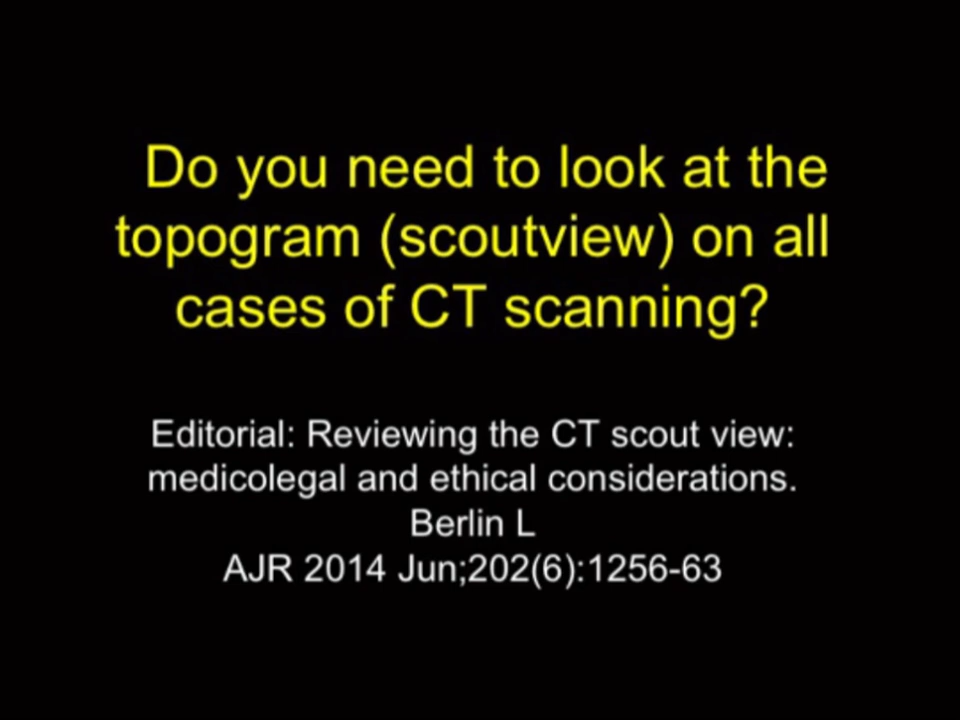 Do you need to look at the
topogram (scoutview) on all
cases of CT scanning?
Editorial: Reviewing the CT scout view:
medicolegal and ethical considerations.
Berlin L
AJR 2014 Jun;202(6):1256-63